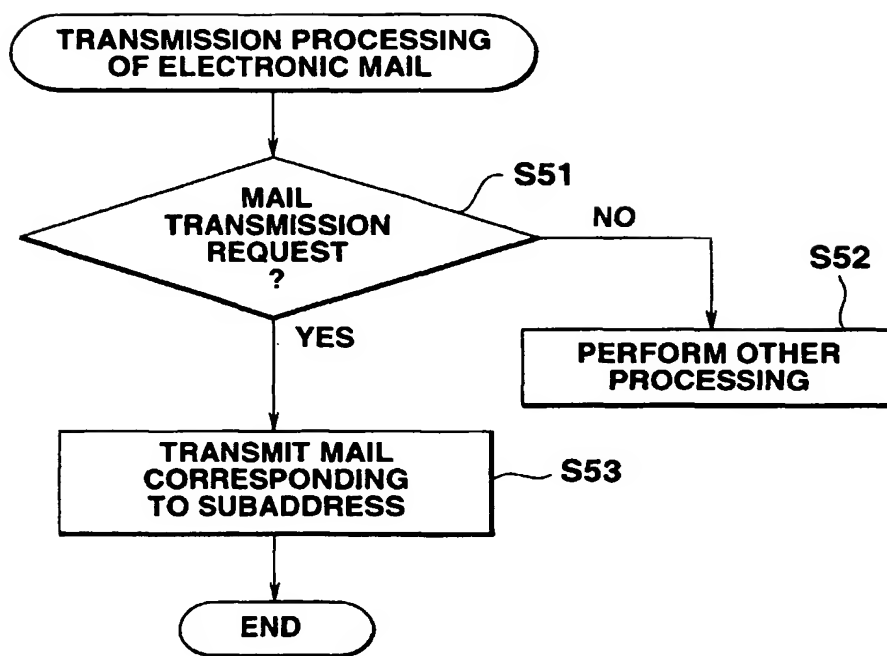 TRANSMISSION PROCESSING
OF ELECTRONIC MAIL
S51
MAIL
TRANSMISSION
REQUEST
?
NO
S52
YES
PERFORM OTHER
PROCESSING
TRANSMIT MAIL
CORRESPONDING
TO SUBADDRESS
S53
END